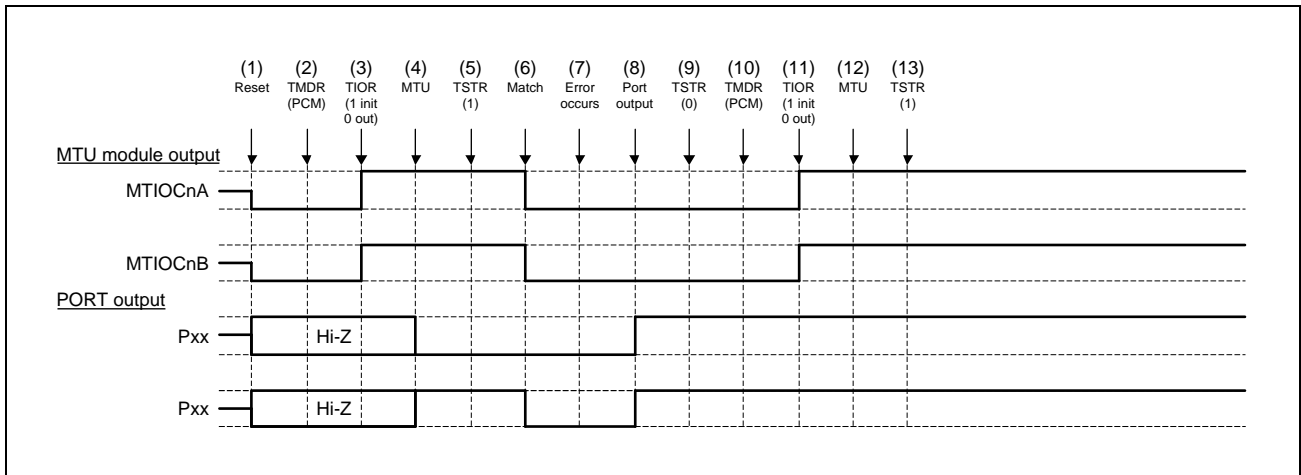 (1) (2) (3) (4) (5) (6) (7) (8) (9) (10) (11) (12) (13)
Reset TMDR TIOR MTU TSTR Match Error Port TSTR TMDR TIOR MTU TSTR
(PCM) (1 init (1) occurs output (0) (PCM) (1 init (1)
0 out) 0 out)
MTU module output
MTIOCnA
MTIOCnB
PORT output
Pxx Hi-Z
Pxx Hi-Z